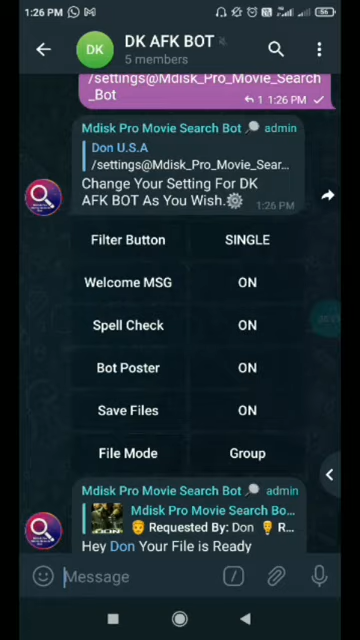 1:26 PM
56
DK
DK AFK BOT
5 members
/settings@Mdisk_Pro_Movie_Search
_Bot
1 1:26 PM
Mdisk Pro Movie Search Bot 🔎 admin
Don U.S.A
/settings@Mdisk_Pro_Movie_Sear...
Change Your Setting For DK
AFK BOT As You Wish.⚙ 1:26 PM
Filter Button SINGLE
Welcome MSG ON
Spell Check ON
Bot Poster ON
Save Files ON
File Mode Group
Mdisk Pro Movie Search Bot 🔎 admin
Mdisk Pro Movie Search Bo...
Requested By: Don R...
Hey Don Your File is Ready
Message